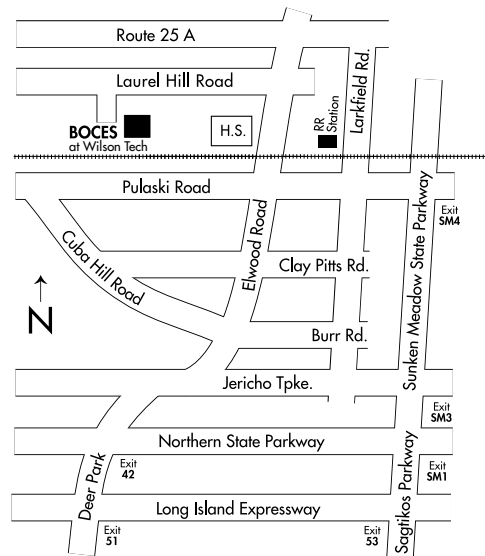 Route 25 A
Larkfield Rd.
Laurel Hill Road
BOCES
at Wilson Tech
H.S.
RR
Station
Pulaski Road
Exit
SM4
Cuba Hill Road
Elwood Road
Clay Pitts Rd.
Sunken Meadow State Parkway
N
Burr Rd.
Jericho Tpke.
Exit
SM3
Northern State Parkway
Deer Park
Exit
42
Sagtikos Parkway
Exit
SM1
Long Island Expressway
Exit
51
Exit
53